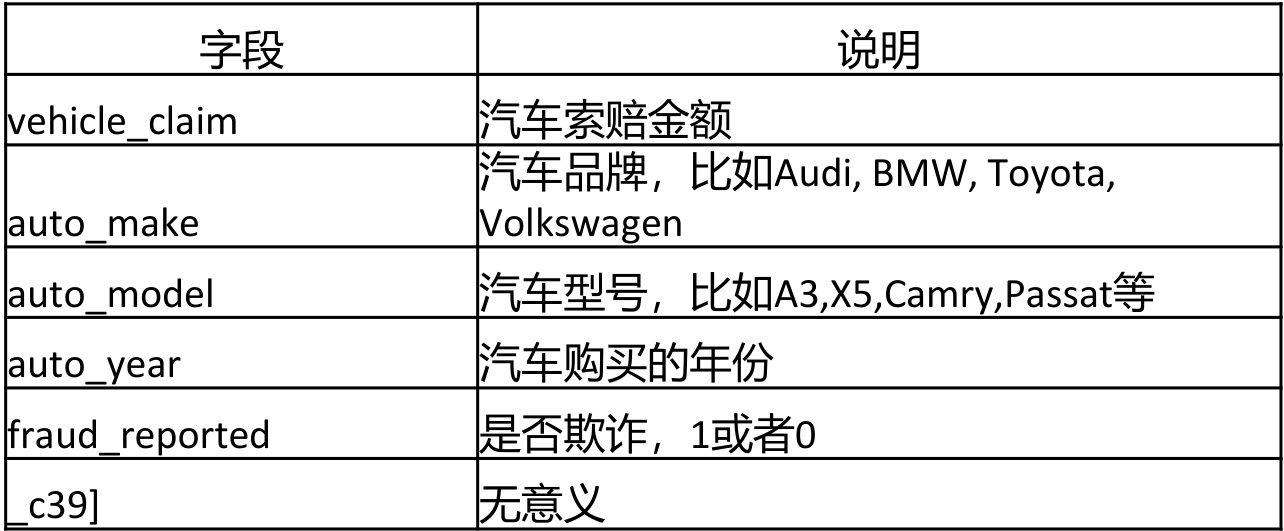 字段 说明
vehicle_claim 汽车索赔金额
汽车品牌，比如Audi, BMW, Toyota,
auto_make Volkswagen
auto_model 汽车型号，比如A3,X5,Camry,Passat等
auto_year 汽车购买的年份
fraud_reported 是否欺诈，1或者0
_c39] 无意义